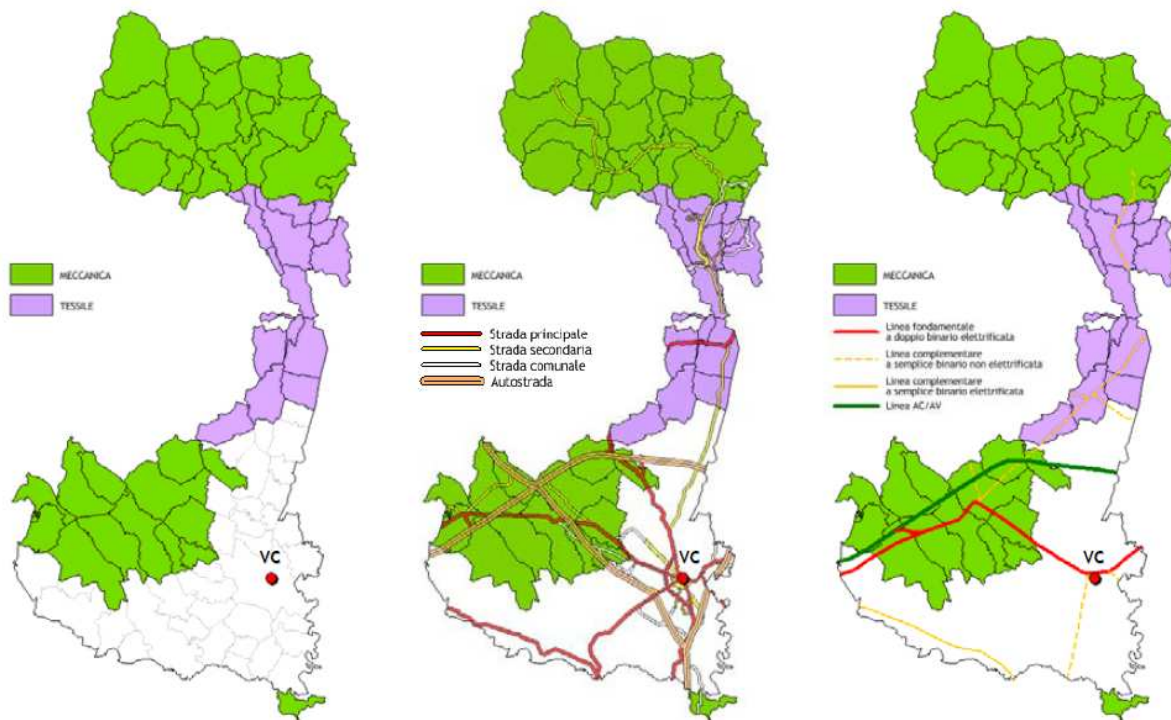 MECCANICA
TESSILE
VC
MECCANICA
TESSILE
Strada principale
Strada secondaria
Strada comunale
Autostrada
VC
MECCANICA
TESSILE
Linea fondamentale
a doppio binario elettrificata
Linea complementare
a semplice binario non elettrificata
Linea complementare
a semplice binario elettrificata
Linea AC/AV
VC